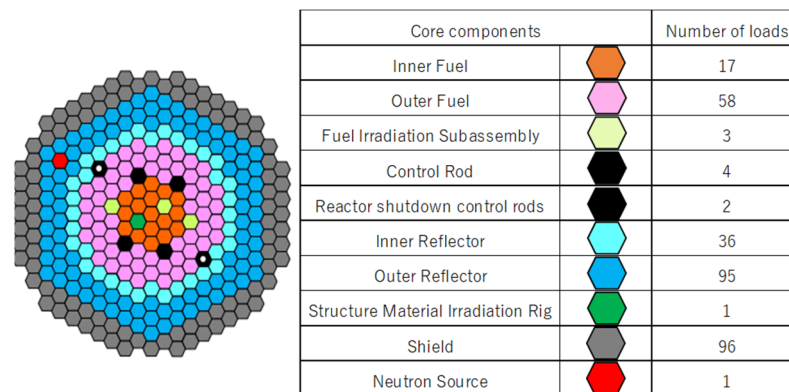 Core components Number of loads
Inner Fuel 17
Outer Fuel 58
Fuel Irradiation Subassembly 3
Control Rod 4
Reactor shutdown control rods 2
Inner Reflector 36
Outer Reflector 95
Structure Material Irradiation Rig 1
Shield 96
Neutron Source 1